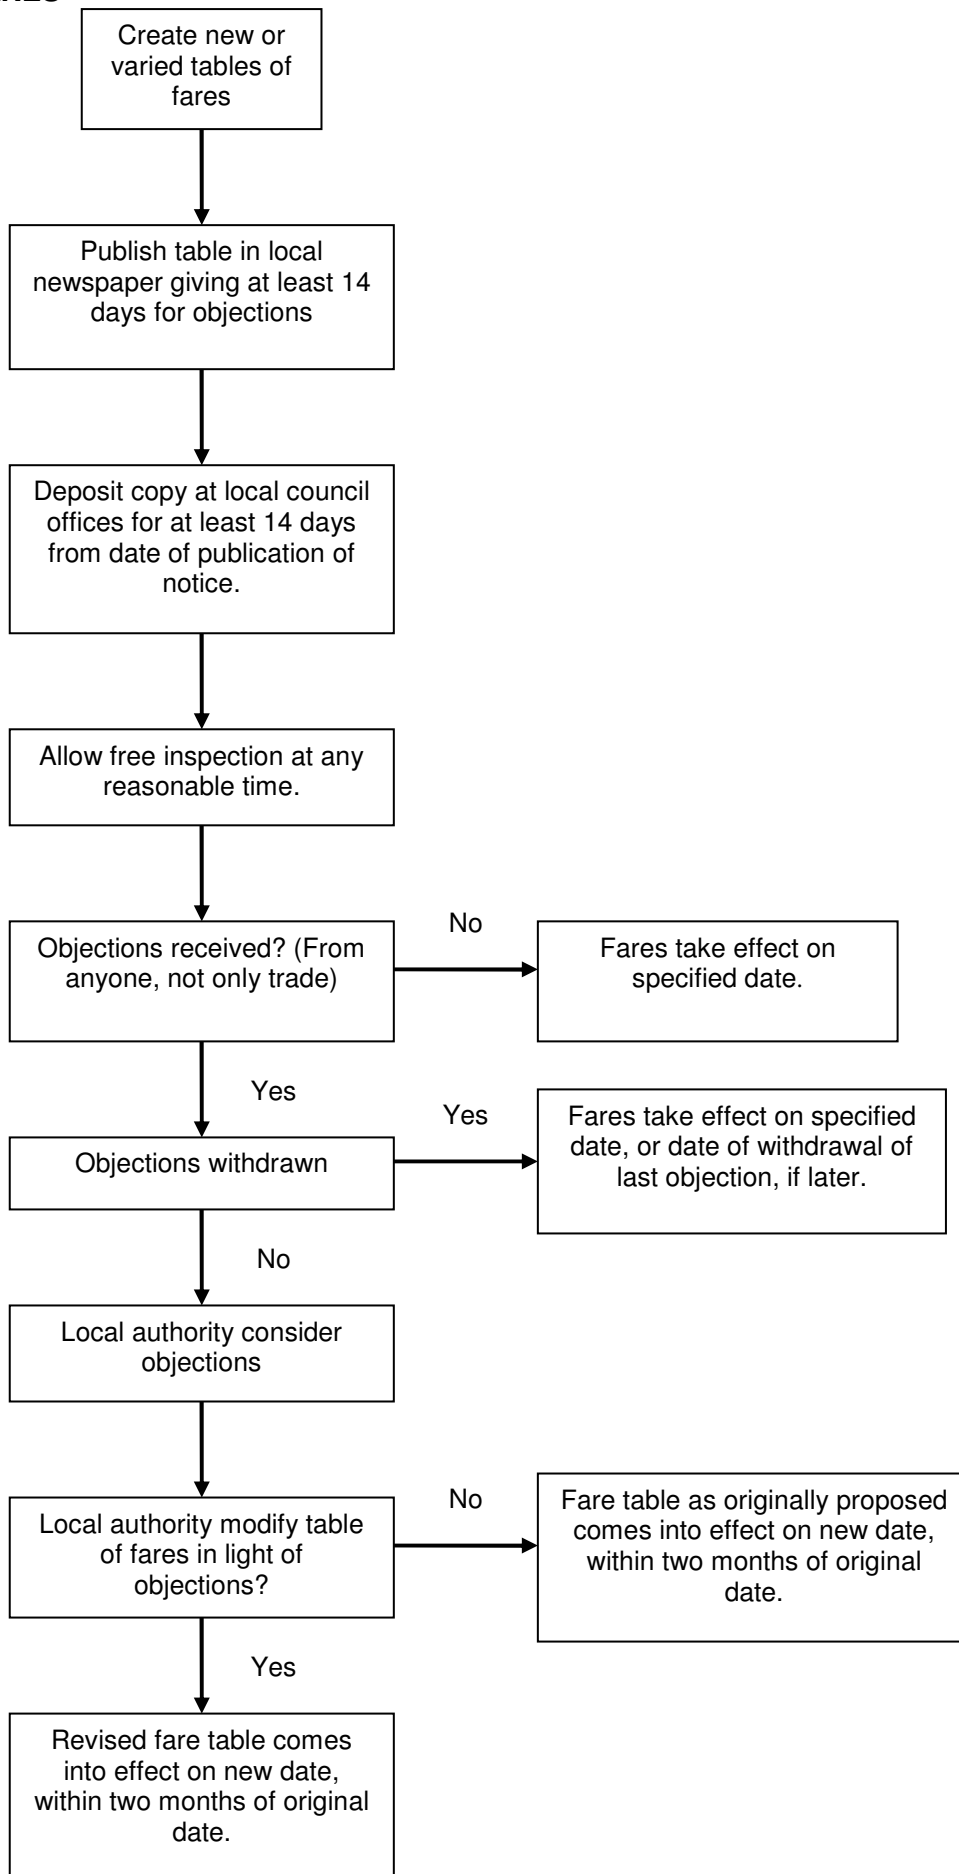 Create new or
varied tables of
fares
Publish table in local
newspaper giving at least 14
days for objections
Deposit copy at local council
offices for at least 14 days
from date of publication of
notice.
Allow free inspection at any
reasonable time.
Objections received? (From
anyone, not only trade)
No
Fares take effect on
specified date.
Yes
Objections withdrawn
Yes
Fares take effect on specified
date, or date of withdrawal of
last objection, if later.
No
Local authority consider
objections
Local authority modify table
of fares in light of
objections?
No
Fare table as originally proposed
comes into effect on new date,
within two months of original
date.
Yes
Revised fare table comes
into effect on new date,
within two months of original
date.